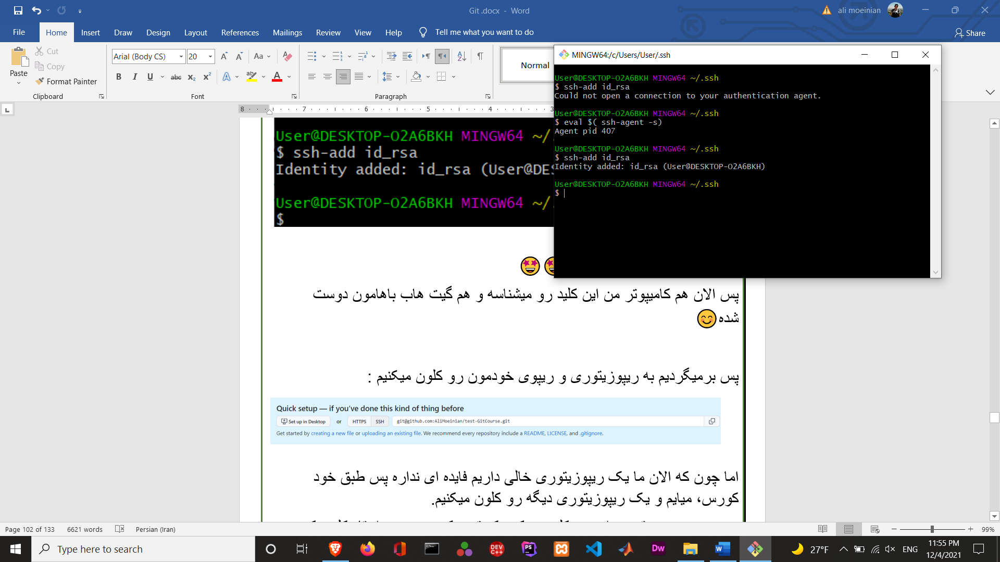 Git .docx - Word
ali moeinian
File Home Insert Draw Design Layout References Mailings Review View Help Tell me what you want to do
Share
Paste
Cut
Copy
Format Painter
Clipboard
Arial (Body CS) 20
Font
Paragraph
Normal
8 7 6 5 4 3
MINGW64:/c/Users/User/.ssh
User@DESKTOP-O2A6BKH MINGW64 ~/.ssh
$ ssh-add id_rsa
Could not open a connection to your authentication agent.
User@DESKTOP-O2A6BKH MINGW64 ~/.ssh
$ eval $( ssh-agent -s)
Agent pid 407
User@DESKTOP-O2A6BKH MINGW64 ~/.ssh
$ ssh-add id_rsa
Identity added: id_rsa (User@DESKTOP-O2A6BKH)
User@DESKTOP-O2A6BKH MINGW64 ~/.ssh
$
User@DESKTOP-O2A6BKH MINGW64 ~/
$ ssh-add id_rsa
Identity added: id_rsa (User@DES
User@DESKTOP-O2A6BKH MINGW64 ~/
$
پس الان هم کامپیوتر من این کلید رو میشناسه و هم گیت هاب باهامون دوست
شده
پس برمیگردیم به ریپوزیتوری و ریپوی خودمون رو کلون میکنیم :
Quick setup — if you've done this kind of thing before
Set up in Desktop or HTTPS SSH git@github.com:AliMoeinian/test-GitCourse.git
Get started by creating a new file or uploading an existing file. We recommend every repository include a README, LICENSE, and .gitignore.
اما چون که الان ما یک ریپوزیتوری خالی داریم فایده ای نداره پس طبق خود
کورس، میایم و یک ریپوزیتوری دیگه رو کلون میکنیم.
Page 102 of 133 6621 words Persian (Iran) 99%
Type here to search
27°F ENG 11:55 PM
12/4/2021